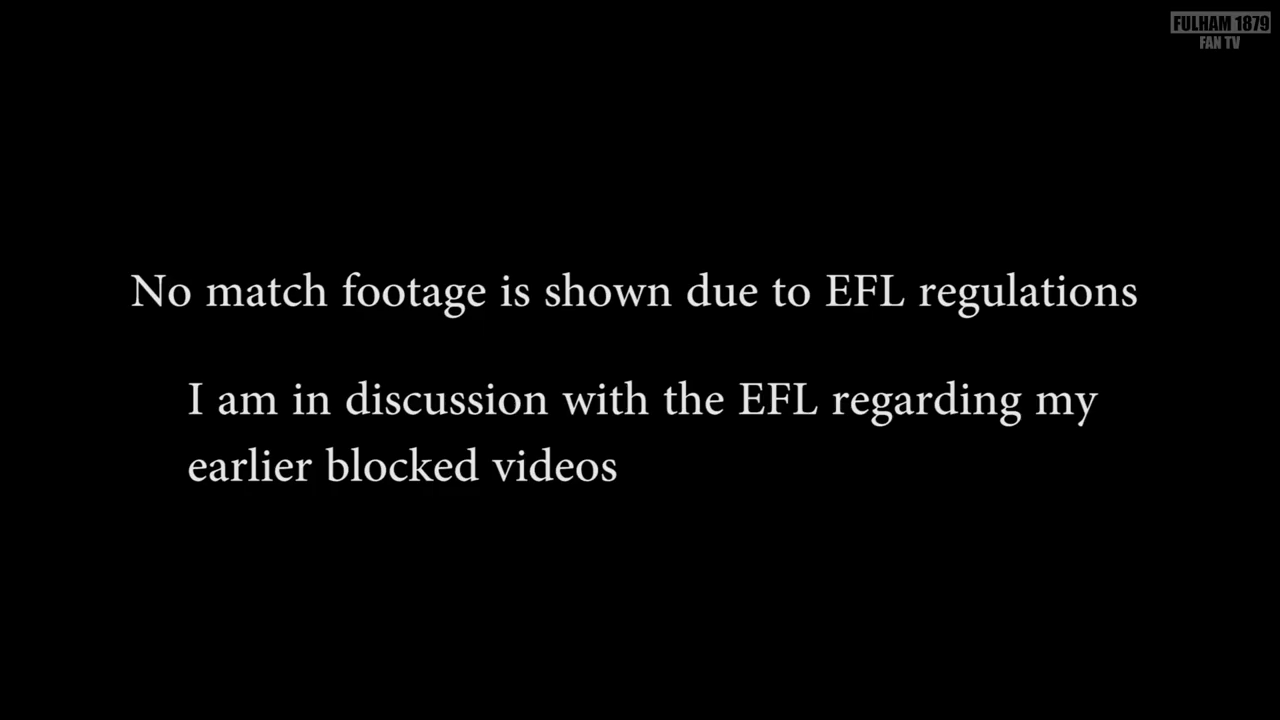 FULHAM 1879
FAN TV
No match footage is shown due to EFL regulations
I am in discussion with the EFL regarding my
earlier blocked videos